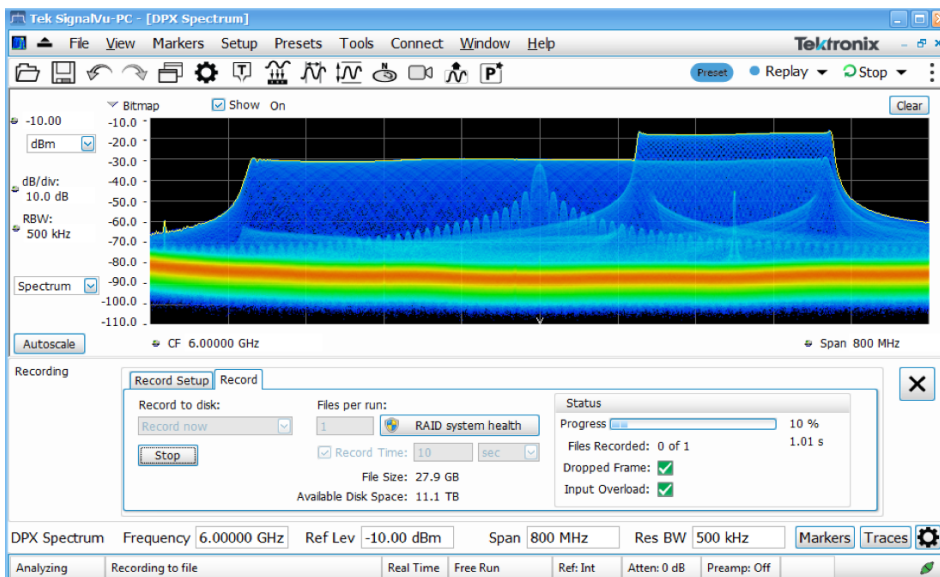 Tek SignalVu-PC - [DPX Spectrum]
File View Markers Setup Presets Tools Connect Window Help Tektronix
T N P Preset Replay Stop
Bitmap Show On Clear
-10.00
dBm
dB/div:
10.0 dB
RBW:
500 kHz
Spectrum
Autoscale
-10.0
-20.0
-30.0
-40.0
-50.0
-60.0
-70.0
-80.0
-90.0
-100.0
-110.0
CF 6.00000 GHz Span 800 MHz
Recording
Record Setup Record
Record to disk:
Record now
Stop
Files per run:
1 RAID system health
Record Time: 10 sec
File Size: 27.9 GB
Available Disk Space: 11.1 TB
Status
Progress 10 %
Files Recorded: 0 of 1 1.01 s
Dropped Frame:
Input Overload:
DPX Spectrum Frequency 6.00000 GHz Ref Lev -10.00 dBm Span 800 MHz Res BW 500 kHz Markers Traces
Analyzing Recording to file Real Time Free Run Ref: Int Atten: 0 dB Preamp: Off